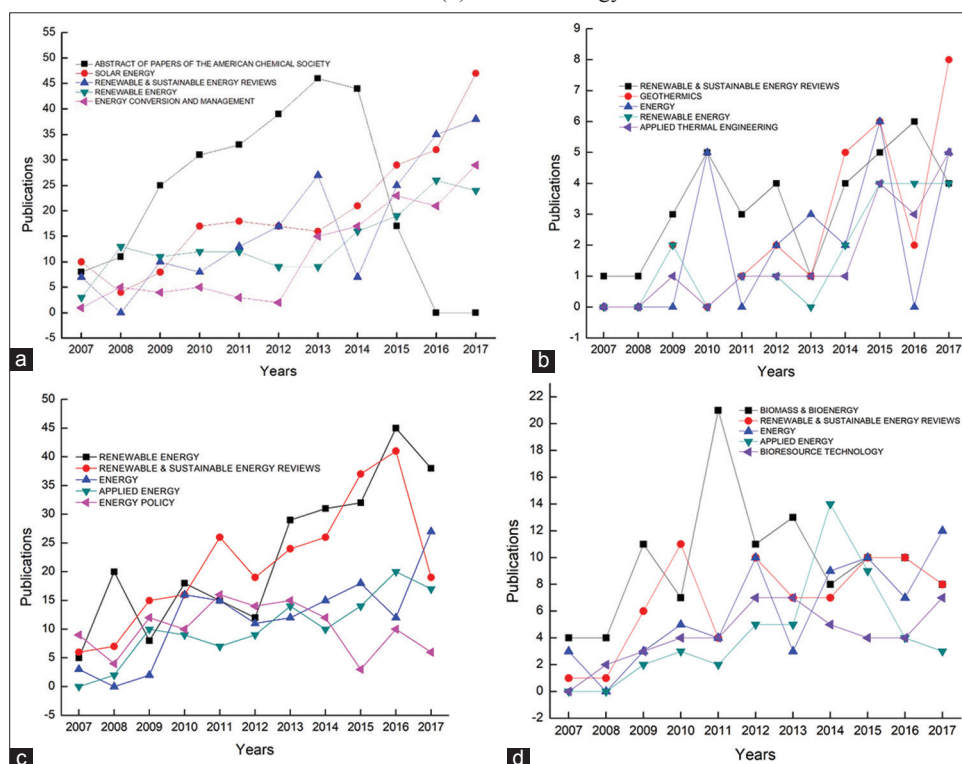 50
45
40
35
30
25
20
15
10
5
0
-5
Publications
ABSTRACT OF PAPERS OF THE AMERICAN CHEMICAL SOCIETY
SOLAR ENERGY
RENEWABLE & SUSTAINABLE ENERGY REVIEWS
RENEWABLE ENERGY
ENERGY CONVERSION AND MANAGEMENT
2007 2008 2009 2010 2011 2012 2013 2014 2015 2016 2017
Years
a
9
8
7
6
5
4
3
2
1
0
-1
Publications
RENEWABLE & SUSTAINABLE ENERGY REVIEWS
GEOTHERMICS
ENERGY
RENEWABLE ENERGY
APPLIED THERMAL ENGINEERING
2007 2008 2009 2010 2011 2012 2013 2014 2015 2016 2017
Years
b
50
45
40
35
30
25
20
15
10
5
0
-5
Publications
RENEWABLE ENERGY
RENEWABLE & SUSTAINABLE ENERGY REVIEWS
ENERGY
APPLIED ENERGY
ENERGY POLICY
2007 2008 2009 2010 2011 2012 2013 2014 2015 2016 2017
Years
c
22
20
18
16
14
12
10
8
6
4
2
0
-2
Publications
BIOMASS & BIOENERGY
RENEWABLE & SUSTAINABLE ENERGY REVIEWS
ENERGY
APPLIED ENERGY
BIORESOURCE TECHNOLOGY
2007 2008 2009 2010 2011 2012 2013 2014 2015 2016 2017
Years
d